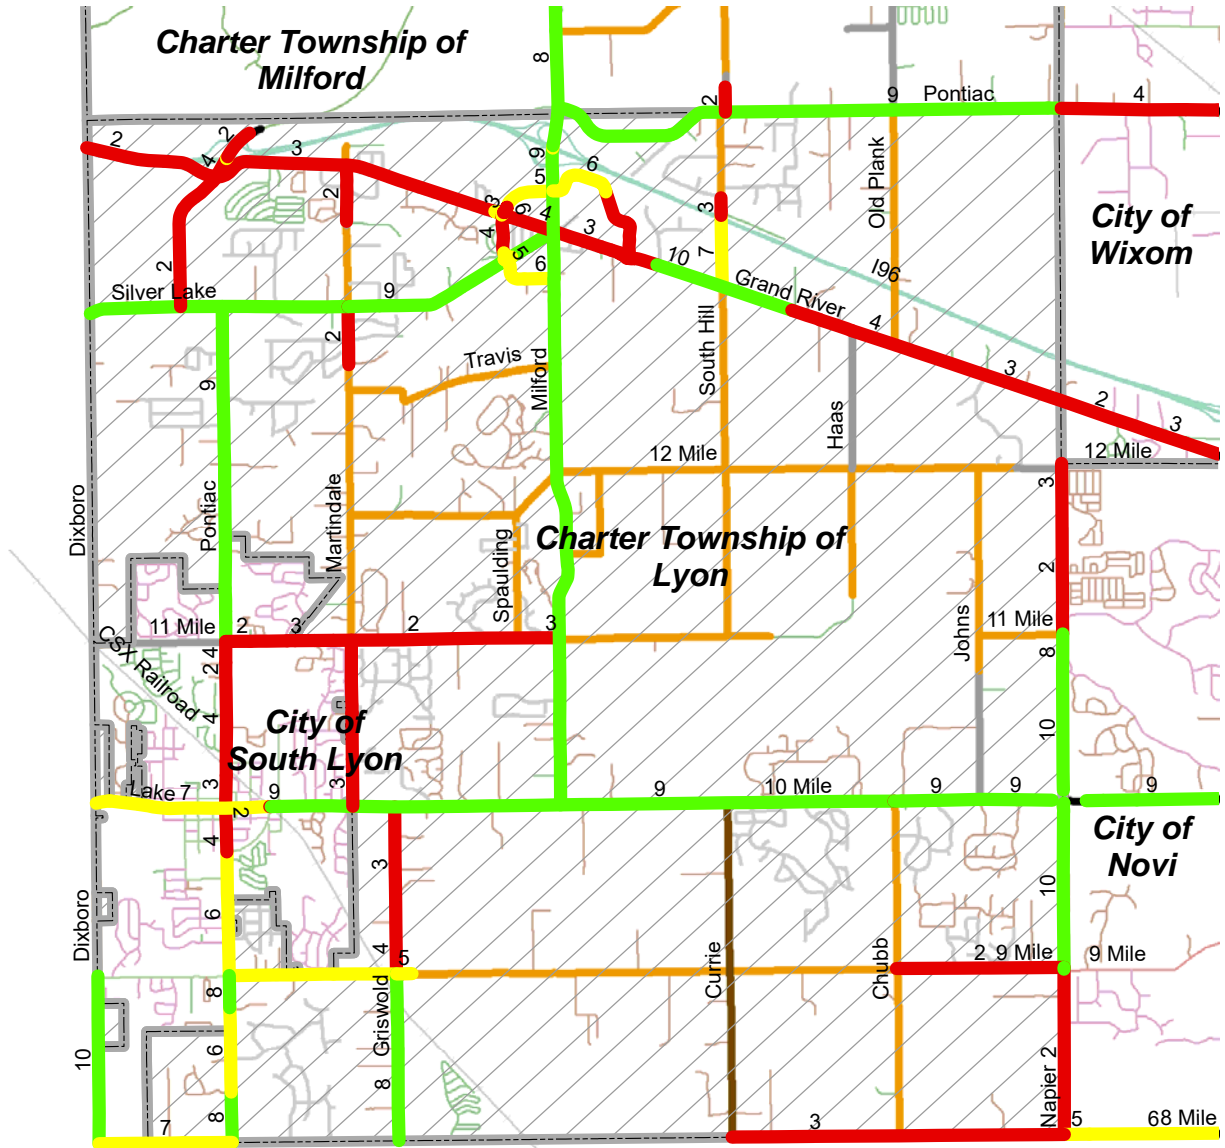 Charter Township of
Milford
8
2
9
Pontiac
4
2
2
4
3
9
5
6
2
3
6
4
3
4
5
6
3
7
10
Old Plank
City of
Wixom
I96
2
Silver Lake
9
Grand River
4
2
Travis
Milford
South Hill
3
2
3
9
Haas
12 Mile
12 Mile
3
Dixboro
Pontiac
Martindale
Spaulding
Charter Township of
Lyon
2
11 Mile
2
3
2
3
Johns
11 Mile
8
CSX Railroad
2 4
4
City of
South Lyon
10
3
3
Lake 7
9
2
9
10 Mile
9
9
9
4
3
City of
Novi
10
6
Dixboro
4
5
Currie
Chubb
2
9 Mile
9 Mile
8
Griswold
10
6
8
8
7
3
Napier 2
5
68 Mile